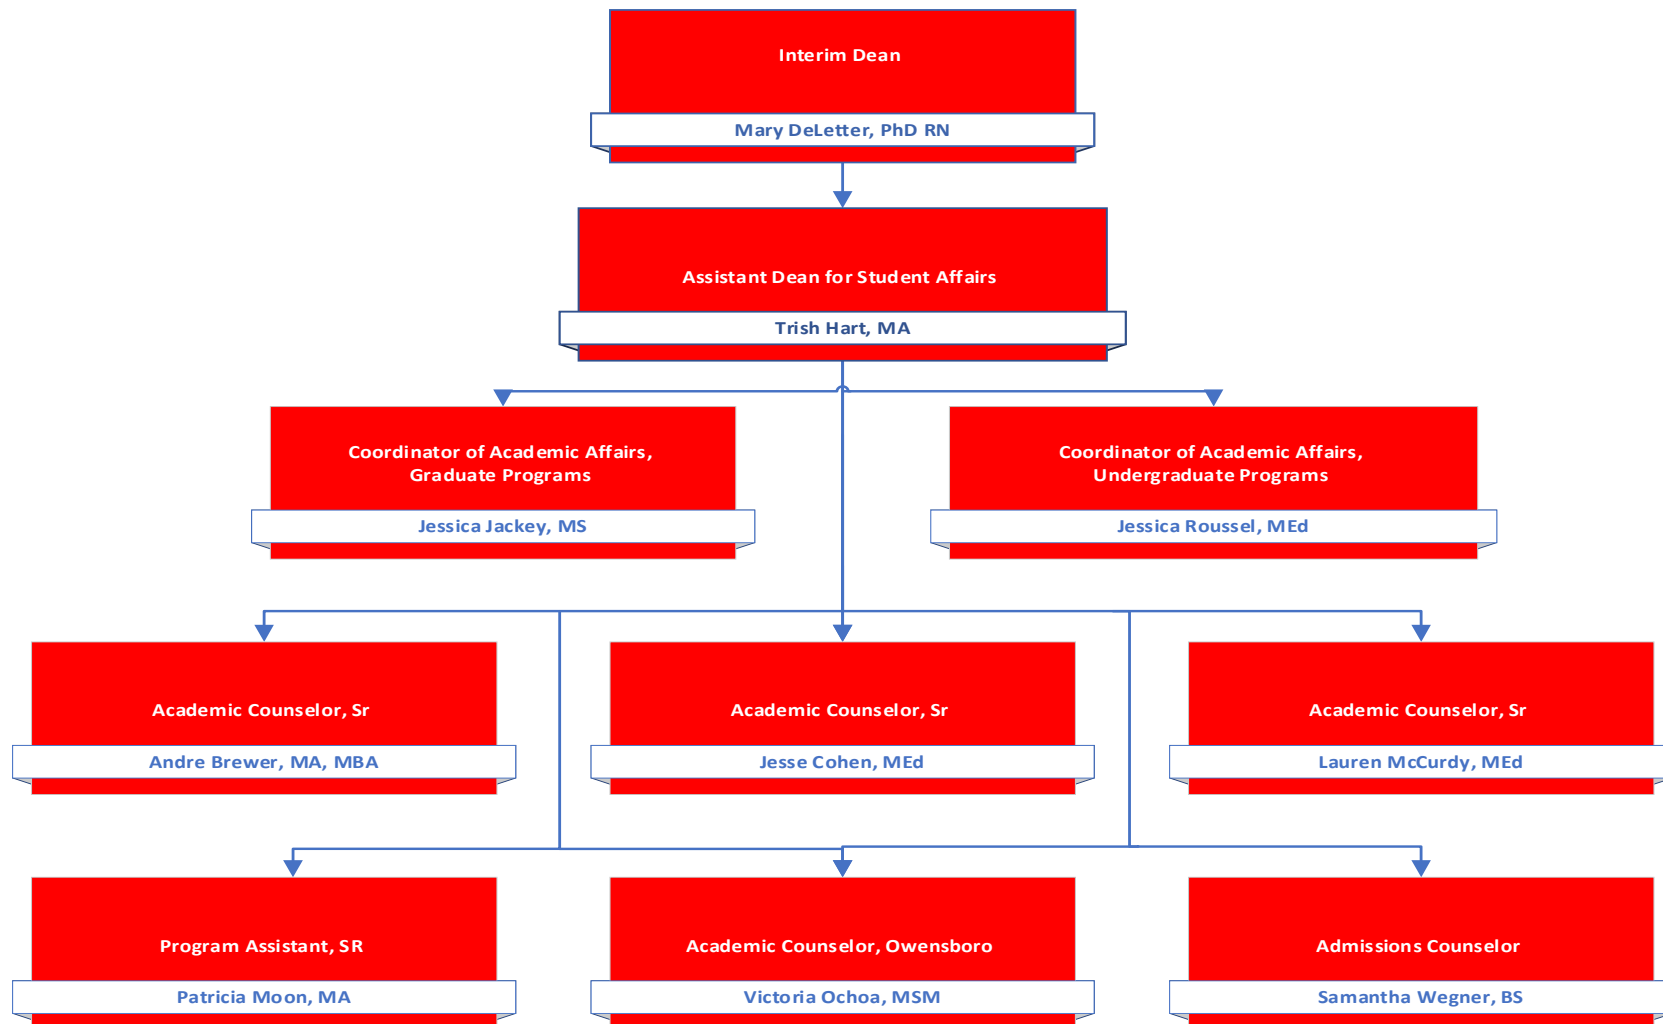 Interim Dean
Mary DeLetter, PhD RN
Assistant Dean for Student Affairs
Trish Hart, MA
Coordinator of Academic Affairs,
Graduate Programs
Jessica Jackey, MS
Coordinator of Academic Affairs,
Undergraduate Programs
Jessica Roussel, MEd
Academic Counselor, Sr
Andre Brewer, MA, MBA
Academic Counselor, Sr
Jesse Cohen, MEd
Academic Counselor, Sr
Lauren McCurdy, MEd
Program Assistant, SR
Patricia Moon, MA
Academic Counselor, Owensboro
Victoria Ochoa, MSM
Admissions Counselor
Samantha Wegner, BS